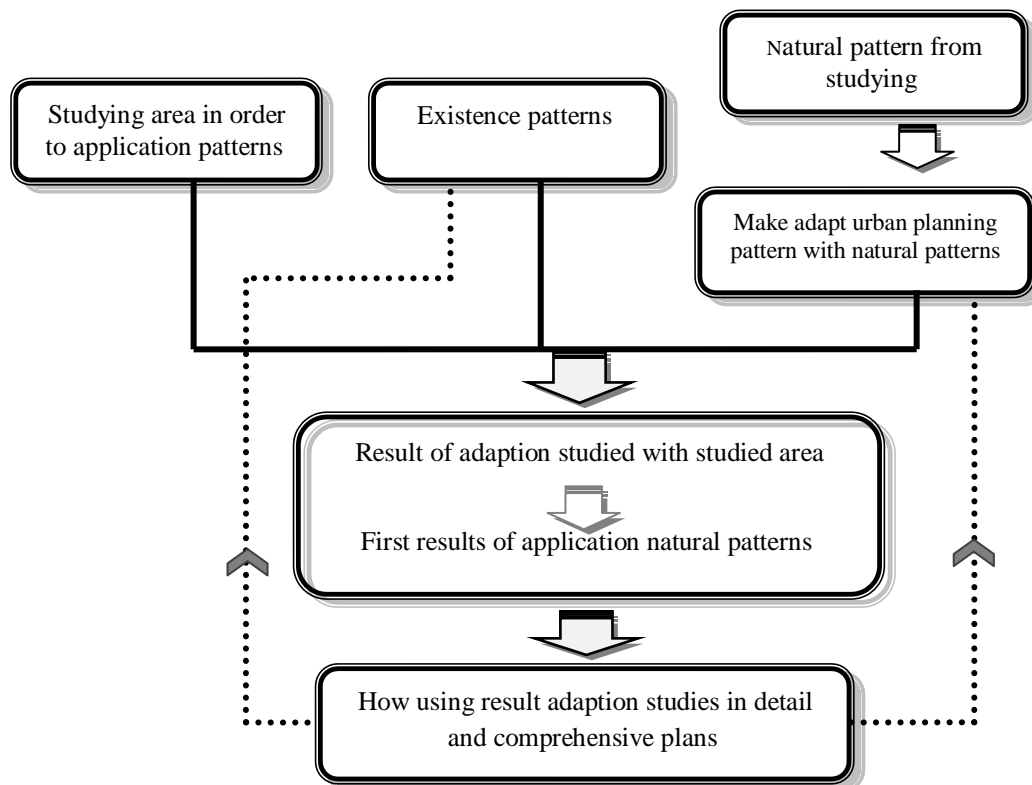 Studying area in order
to application patterns
Existence patterns
Natural pattern from
studying
Make adapt urban planning
pattern with natural patterns
Result of adaption studied with studied area
First results of application natural patterns
How using result adaption studies in detail
and comprehensive plans